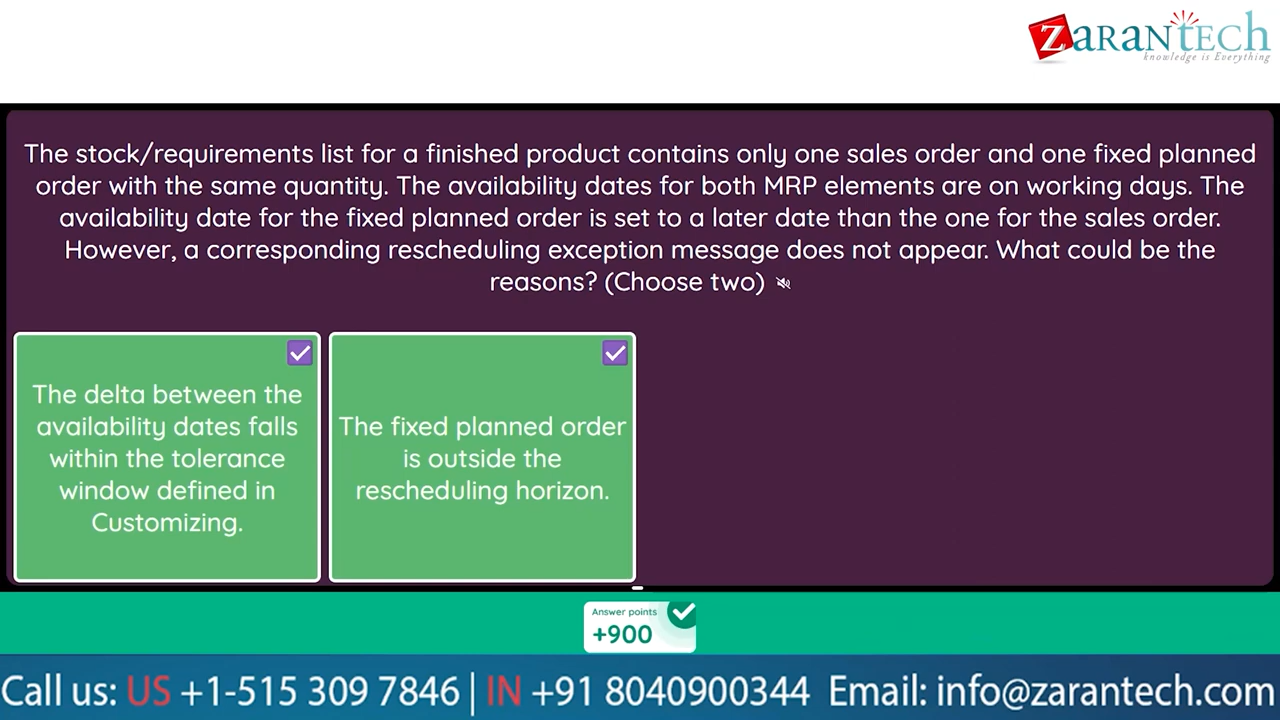 ZARANTECH
knowledge is Everything
The stock/requirements list for a finished product contains only one sales order and one fixed planned
order with the same quantity. The availability dates for both MRP elements are on working days. The
availability date for the fixed planned order is set to a later date than the one for the sales order.
However, a corresponding rescheduling exception message does not appear. What could be the
reasons? (Choose two)
The delta between the
availability dates falls
within the tolerance
window defined in
Customizing.
The fixed planned order
is outside the
rescheduling horizon.
Answer points
+900
Call us: US +1-515 309 7846 | IN +91 8040900344 Email: info@zarantech.com